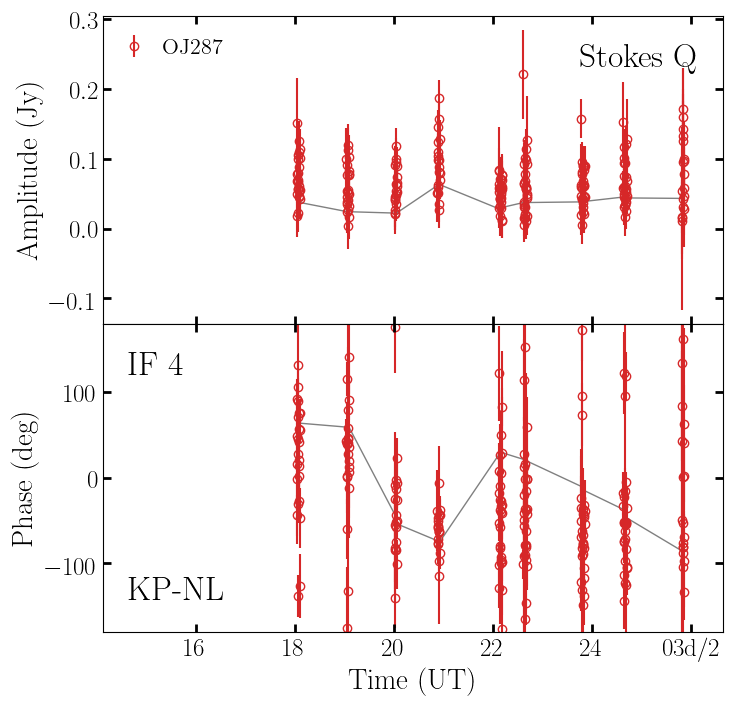 0.3
OJ287
Stokes Q
0.2
0.1
0.0
−0.1
Amplitude (Jy)
IF 4
100
0
−100
Phase (deg)
KP-NL
16 18 20 22 24 03d/2
Time (UT)